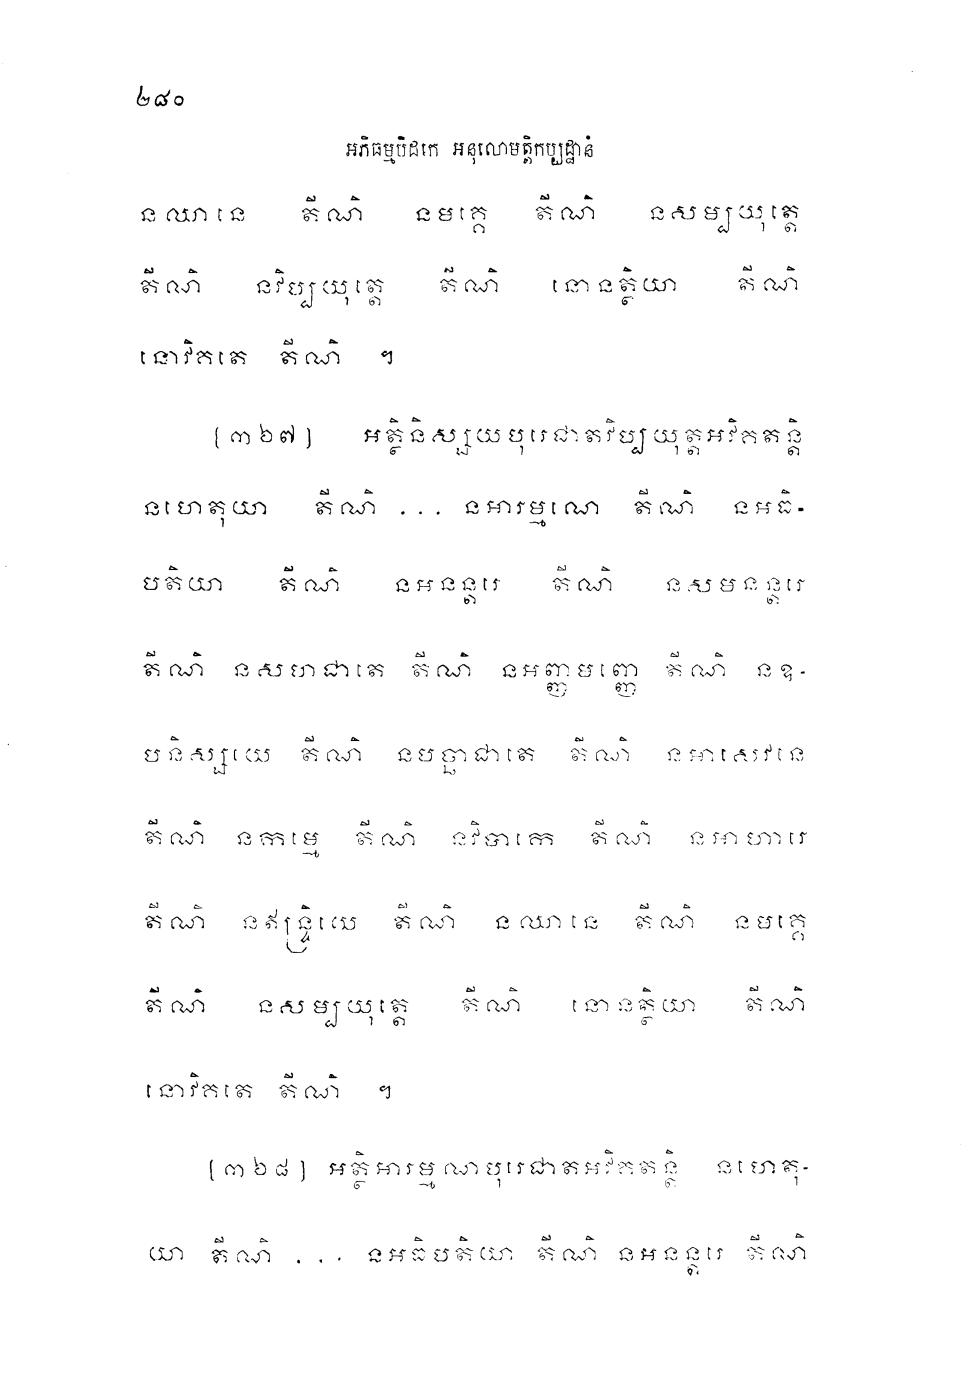 ២៨០
អភិធម្មបិដកេ អនុលោមត្តិកប្បដ្ឋានំ
នឈានេ តីណិ នមគ្គេ តីណិ នសម្បយុត្តេ
តីណិ នវិប្បយុត្តេ តីណិ នោនត្ថិយា តីណិ
នោវិគតេ តីណិ ។
[៣២៧] អត្ថិនិស្សយបុរេជាតវិប្បយុត្តអវិគតន្តិ
នហេតុយា តីណិ ... នអារម្មណេ តីណិ នអធិ-
បតិយា តីណិ នអនន្តរេ តីណិ នសមនន្តរេ
តីណិ នសហជាតេ តីណិ នអញ្ញមញ្ញេ តីណិ នឧ-
បនិស្សយេ តីណិ នបច្ឆាជាតេ តីណិ នអាសេវនេ
តីណិ នកម្មេ តីណិ នវិបាកេ តីណិ នអាហារេ
តីណិ នឥន្ទ្រិយេ តីណិ នឈានេ តីណិ នមគ្គេ
តីណិ នសម្បយុត្តេ តីណិ នោនត្ថិយា តីណិ
នោវិគតេ តីណិ ។
[៣២៨] អត្ថិអារម្មណបុរេជាតអវិគតន្តិ នហេតុ-
យា តីណិ ... នអធិបតិយា តីណិ នអនន្តរេ តីណិ